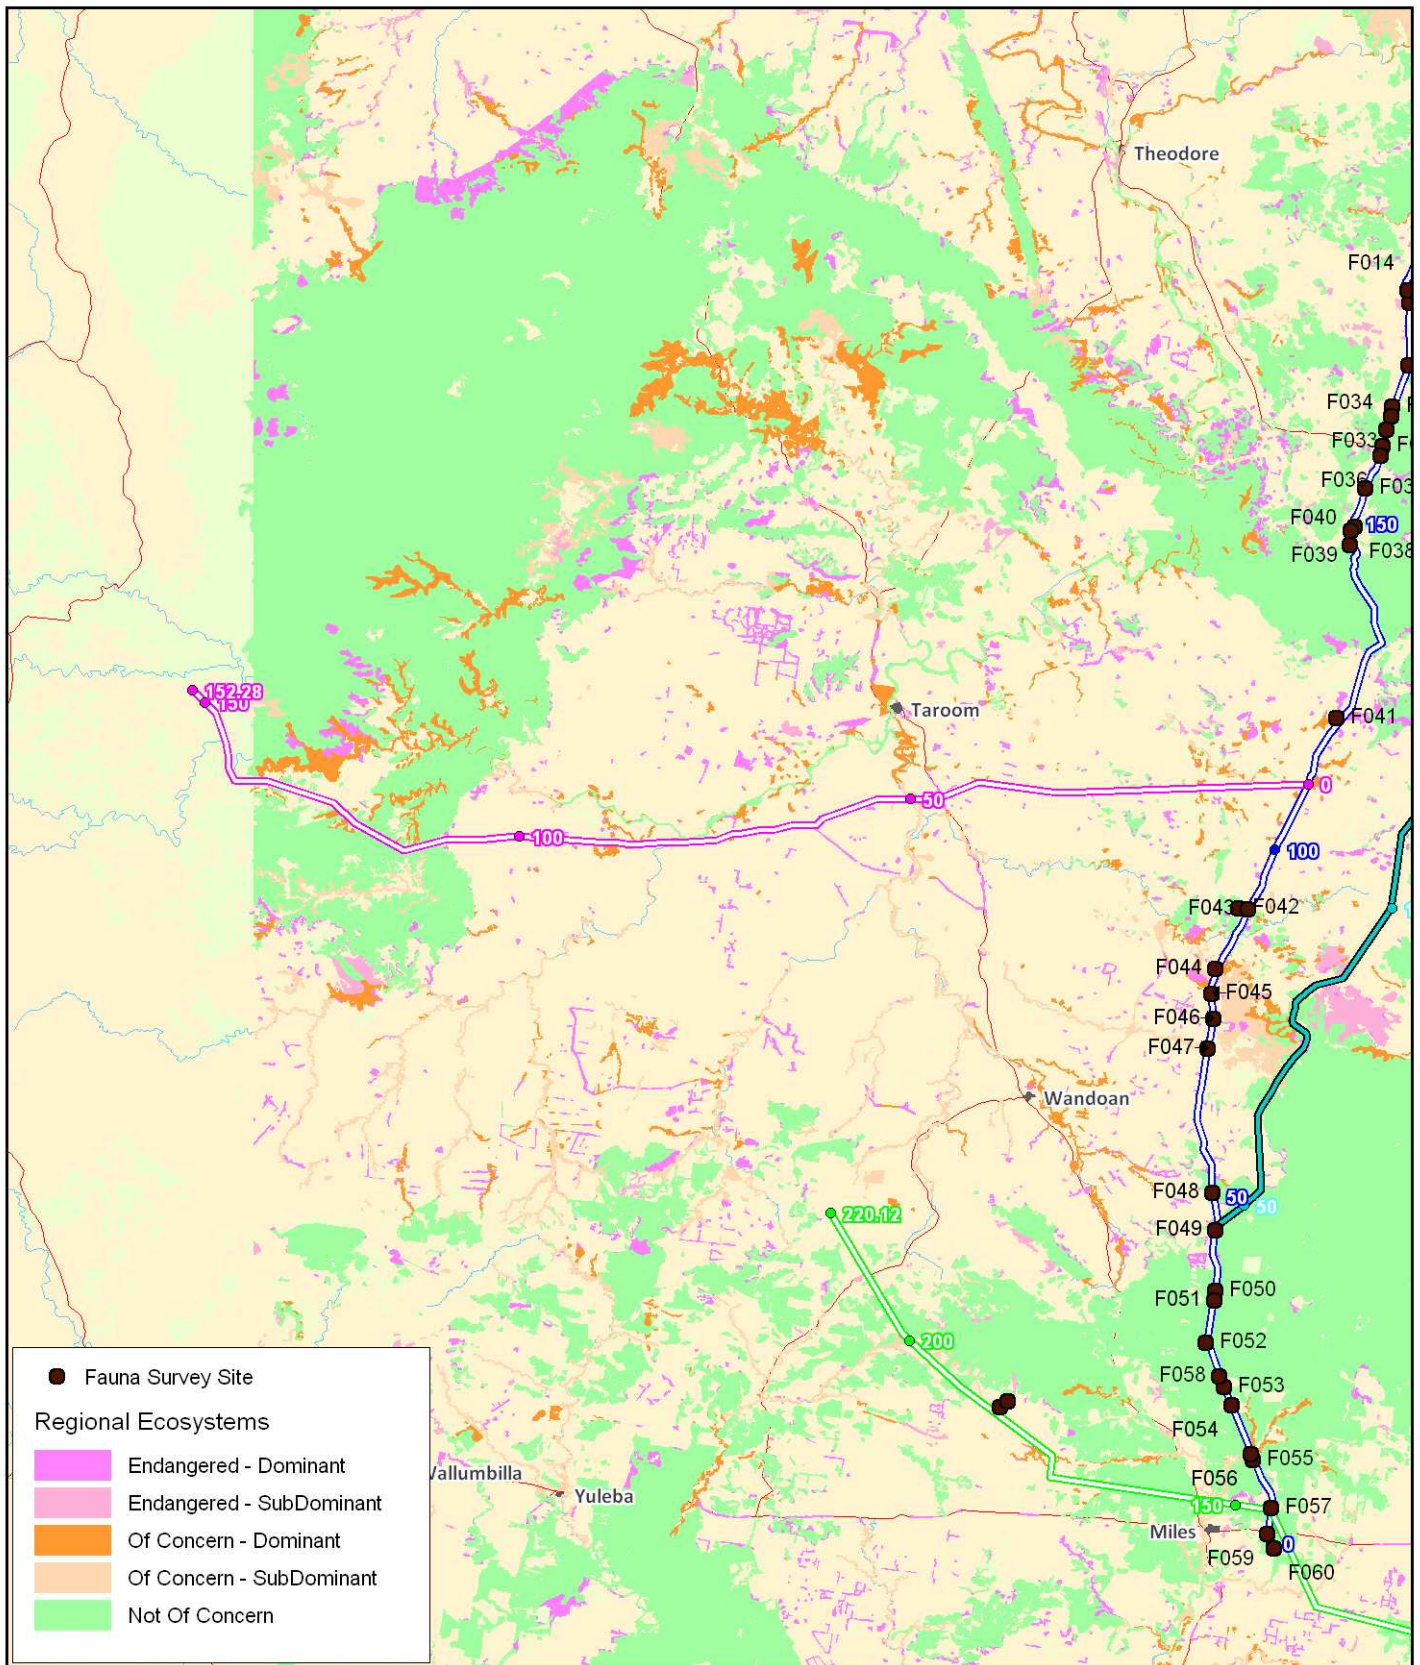 Theodore
F014
F034
F033
F036
F040
150
F039
F038
152.28
150
Taroom
F041
0
50
100
100
F043
F042
F044
F045
F046
F047
Wandoan
F048
50
50
220.12
F049
F050
F051
200
F052
F058
F053
F054
F055
F056
Yuleba
150
F057
Miles
0
F059
F060
Fauna Survey Site
Regional Ecosystems
Endangered - Dominant
Endangered - SubDominant
Of Concern - Dominant
Of Concern - SubDominant
Not Of Concern